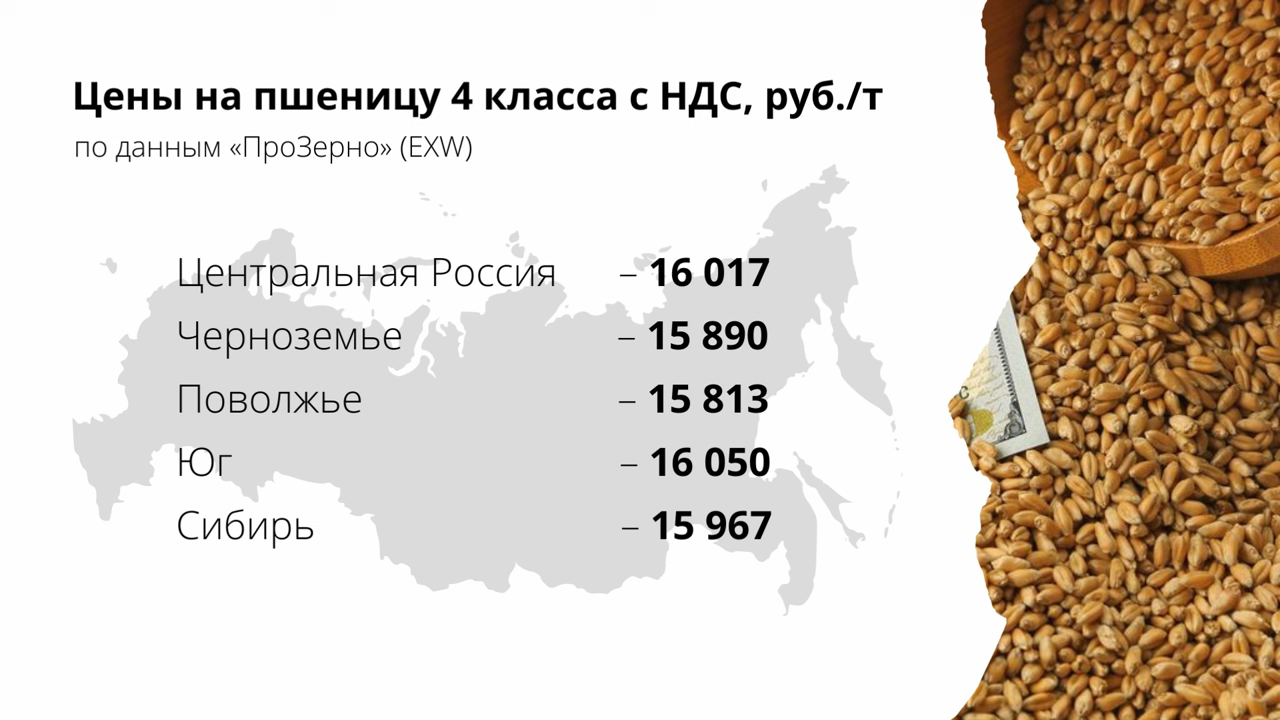 Цены на пшеницу 4 класса с НДС, руб./т
по данным «ПроЗерно» (EXW)
Центральная Россия – 16 017
Черноземье – 15 890
Поволжье – 15 813
Юг – 16 050
Сибирь – 15 967